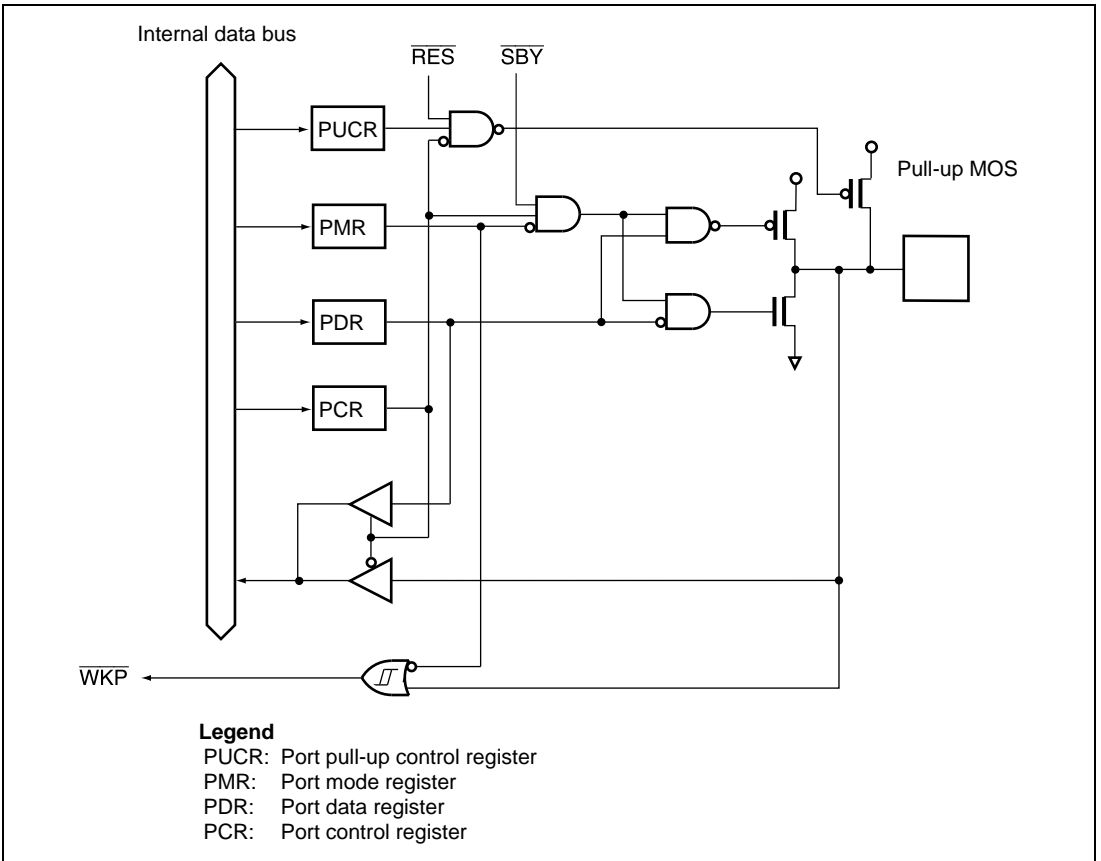 Internal data bus
RES
SBY
PUCR
Pull-up MOS
PMR
PDR
PCR
WKP
Legend
PUCR: Port pull-up control register
PMR: Port mode register
PDR: Port data register
PCR: Port control register